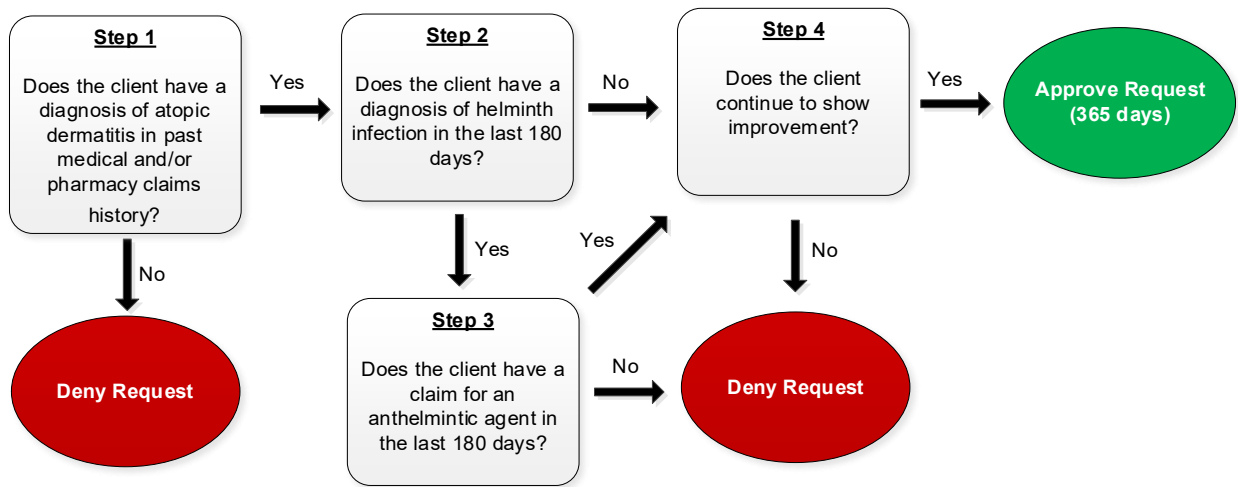 Step 1
Does the client have a
diagnosis of atopic
dermatitis in past
medical and/or
pharmacy claims
history?
Yes
No
Deny Request
Step 2
Does the client have a
diagnosis of helminth
infection in the last 180
days?
No
Yes
Step 3
Does the client have a
claim for an
anthelmintic agent in
the last 180 days?
Yes
No
Step 4
Does the client
continue to show
improvement?
Yes
No
Deny Request
Approve Request
(365 days)